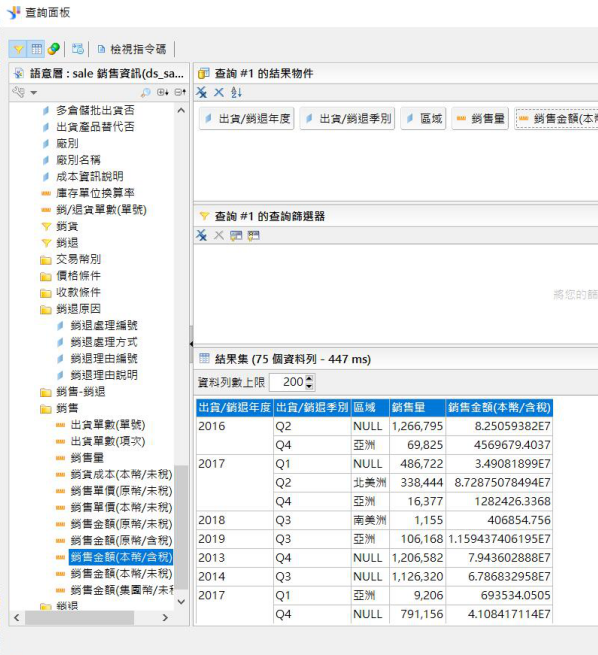 查詢面板
檢視指令碼
語意層 : sale 銷售資訊(ds_sa...
多倉儲批出貨否
出貨產品替代否
廠別
廠別名稱
成本資訊說明
庫存單位換算率
銷/退貨單數(單號)
銷貨
銷退
交易幣別
價格條件
收款條件
銷退原因
銷退處理編號
銷退處理方式
銷退理由編號
銷退理由說明
銷售-銷退
銷售
出貨單數(單號)
出貨單數(項次)
銷售量
銷貨成本(本幣/未稅)
銷售單價(原幣/未稅)
銷售單價(本幣/未稅)
銷售金額(原幣/未稅)
銷售金額(原幣/含稅)
銷售金額(本幣/含稅)
銷售金額(本幣/未稅)
銷售金額(集團幣/未
銷退
查詢 #1 的結果物件
出貨/銷退年度 出貨/銷退季別 區域 銷售量 銷售金額(本
查詢 #1 的查詢篩選器
將您的篩
結果集 (75 個資料列 - 447 ms)
資料列數上限 200
出貨/銷退年度 出貨/銷退季別 區域 銷售量 銷售金額(本幣/含稅)
2016 Q2 NULL 1,266,795 8.25059382E7
Q4 亞洲 69,825 4569679.4037
2017 Q1 NULL 486,722 3.49081899E7
Q2 北美洲 338,444 8.72875078494E7
Q4 亞洲 16,377 1282426.3368
2018 Q3 南美洲 1,155 406854.756
2019 Q3 亞洲 106,168 1.159437406195E7
2013 Q4 NULL 1,206,582 7.943602888E7
2014 Q3 NULL 1,126,320 6.786832958E7
2017 Q1 亞洲 9,206 693534.0505
Q4 NULL 791,156 4.108417114E7